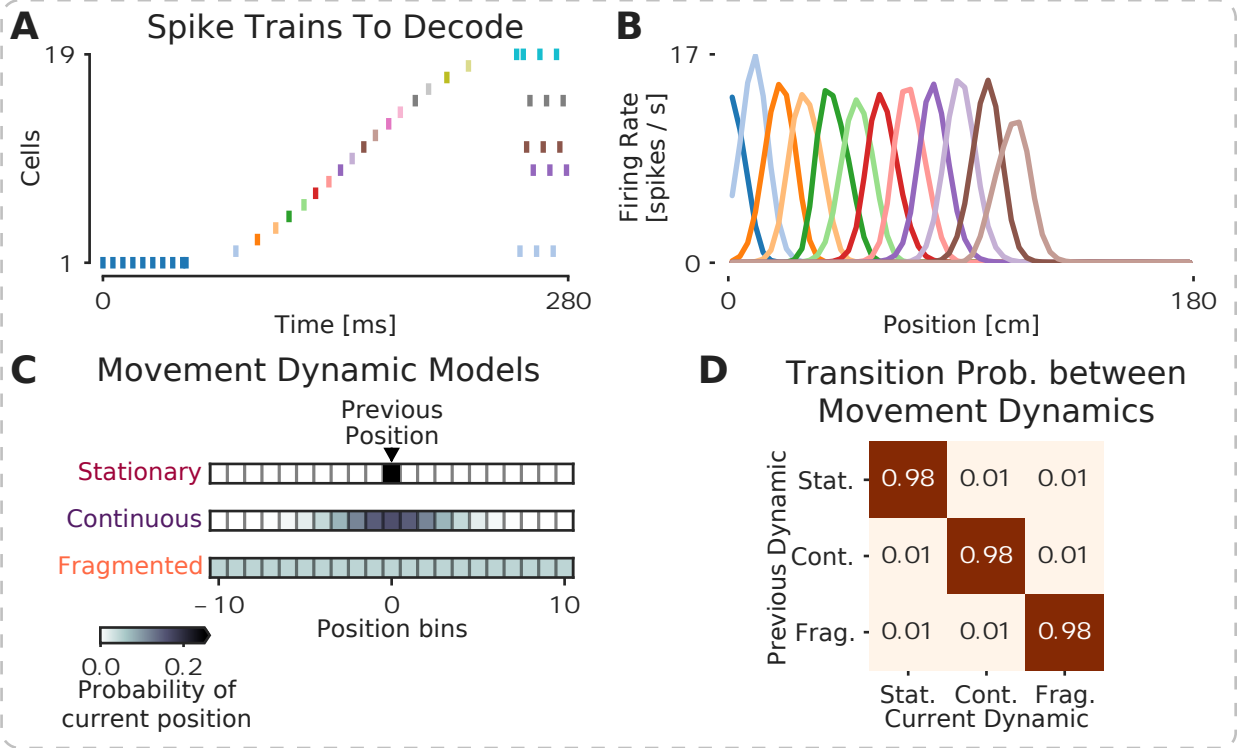 A
Spike Trains To Decode
19
Cells
1
0
280
Time [ms]
B
17
Firing Rate
[spikes / s]
0
0
180
Position [cm]
C
Movement Dynamic Models
Previous
Position
Stationary
Continuous
Fragmented
–10
0
10
Position bins
0.0
0.2
Probability of
current position
D
Transition Prob. between
Movement Dynamics
Previous Dynamic
Stat.
0.98 0.01 0.01
Cont.
0.01 0.98 0.01
Frag.
0.01 0.01 0.98
Stat. Cont. Frag.
Current Dynamic